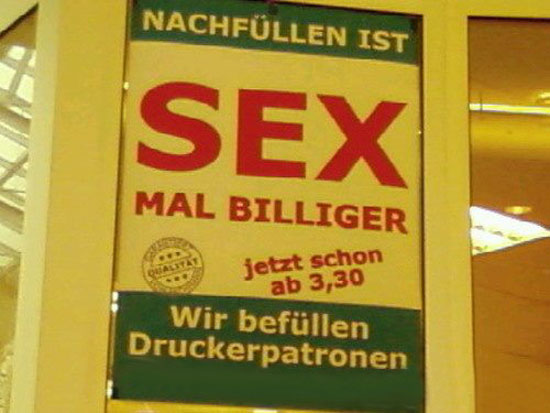 NACHFÜLLEN IST
SEX
MAL BILLIGER
QUALITÄT
jetzt schon
ab 3,30
Wir befüllen
Druckerpatronen